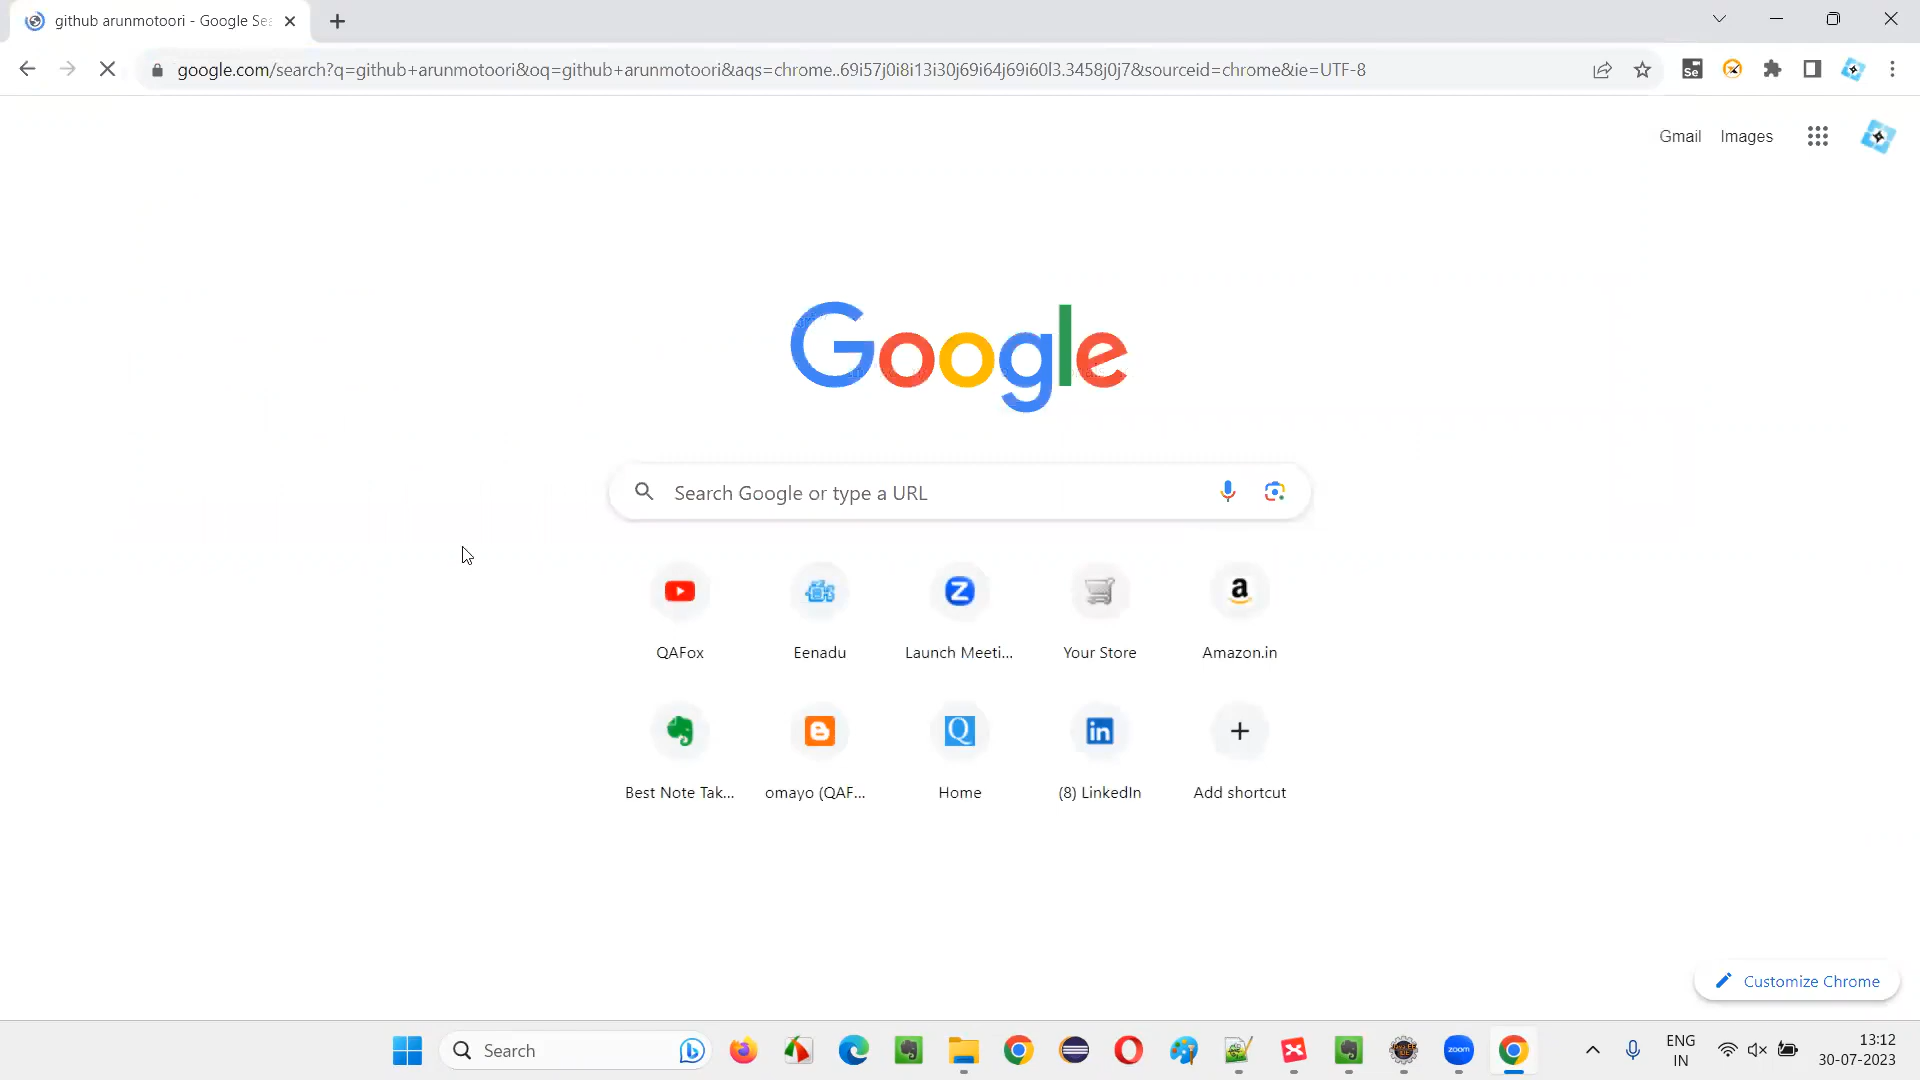 github arunmotoori - Google Sea
google.com/search?q=github+arunmotoori&oq=github+arunmotoori&aqs=chrome..69i57j0i8i13i30j69i64j69i60l3.3458j0j7&sourceid=chrome&ie=UTF-8
Se
Gmail
Images
Google
Search Google or type a URL
QAFox
Eenadu
Launch Meeti...
Your Store
Amazon.in
Best Note Tak...
omayo (QAF...
Home
(8) LinkedIn
Add shortcut
Customize Chrome
Search
zoom
ENG
IN
13:12
30-07-2023